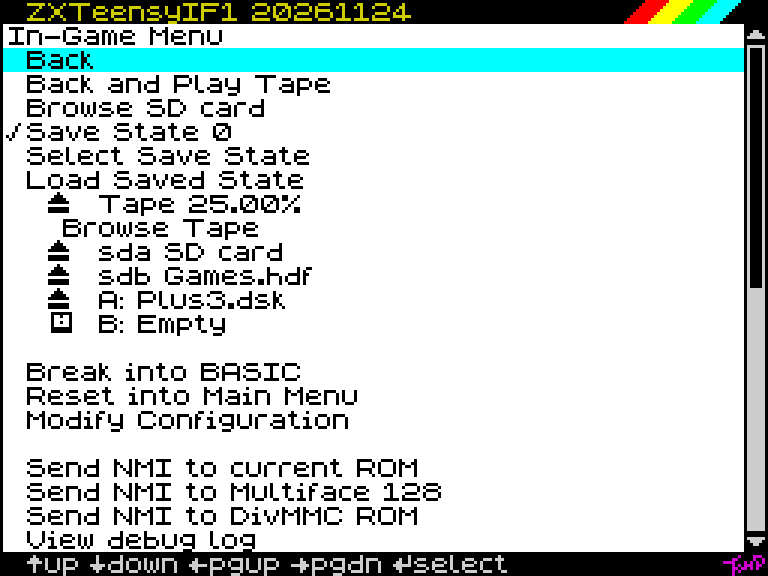 ZXTeensyIF1 20261124
In-Game Menu
Back
Back and Play Tape
Browse SD card
✓Save State 0
Select Save State
Load Saved State
⏏ Tape 25.00%
Browse Tape
⏏ sda SD card
⏏ sdb Games.hdf
⏏ A: Plus3.dsk
B: Empty
Break into BASIC
Reset into Main Menu
Modify Configuration
Send NMI to current ROM
Send NMI to Multiface 128
Send NMI to DivMMC ROM
View debug log
↑up ↓down ←pgup →pgdn ↵select